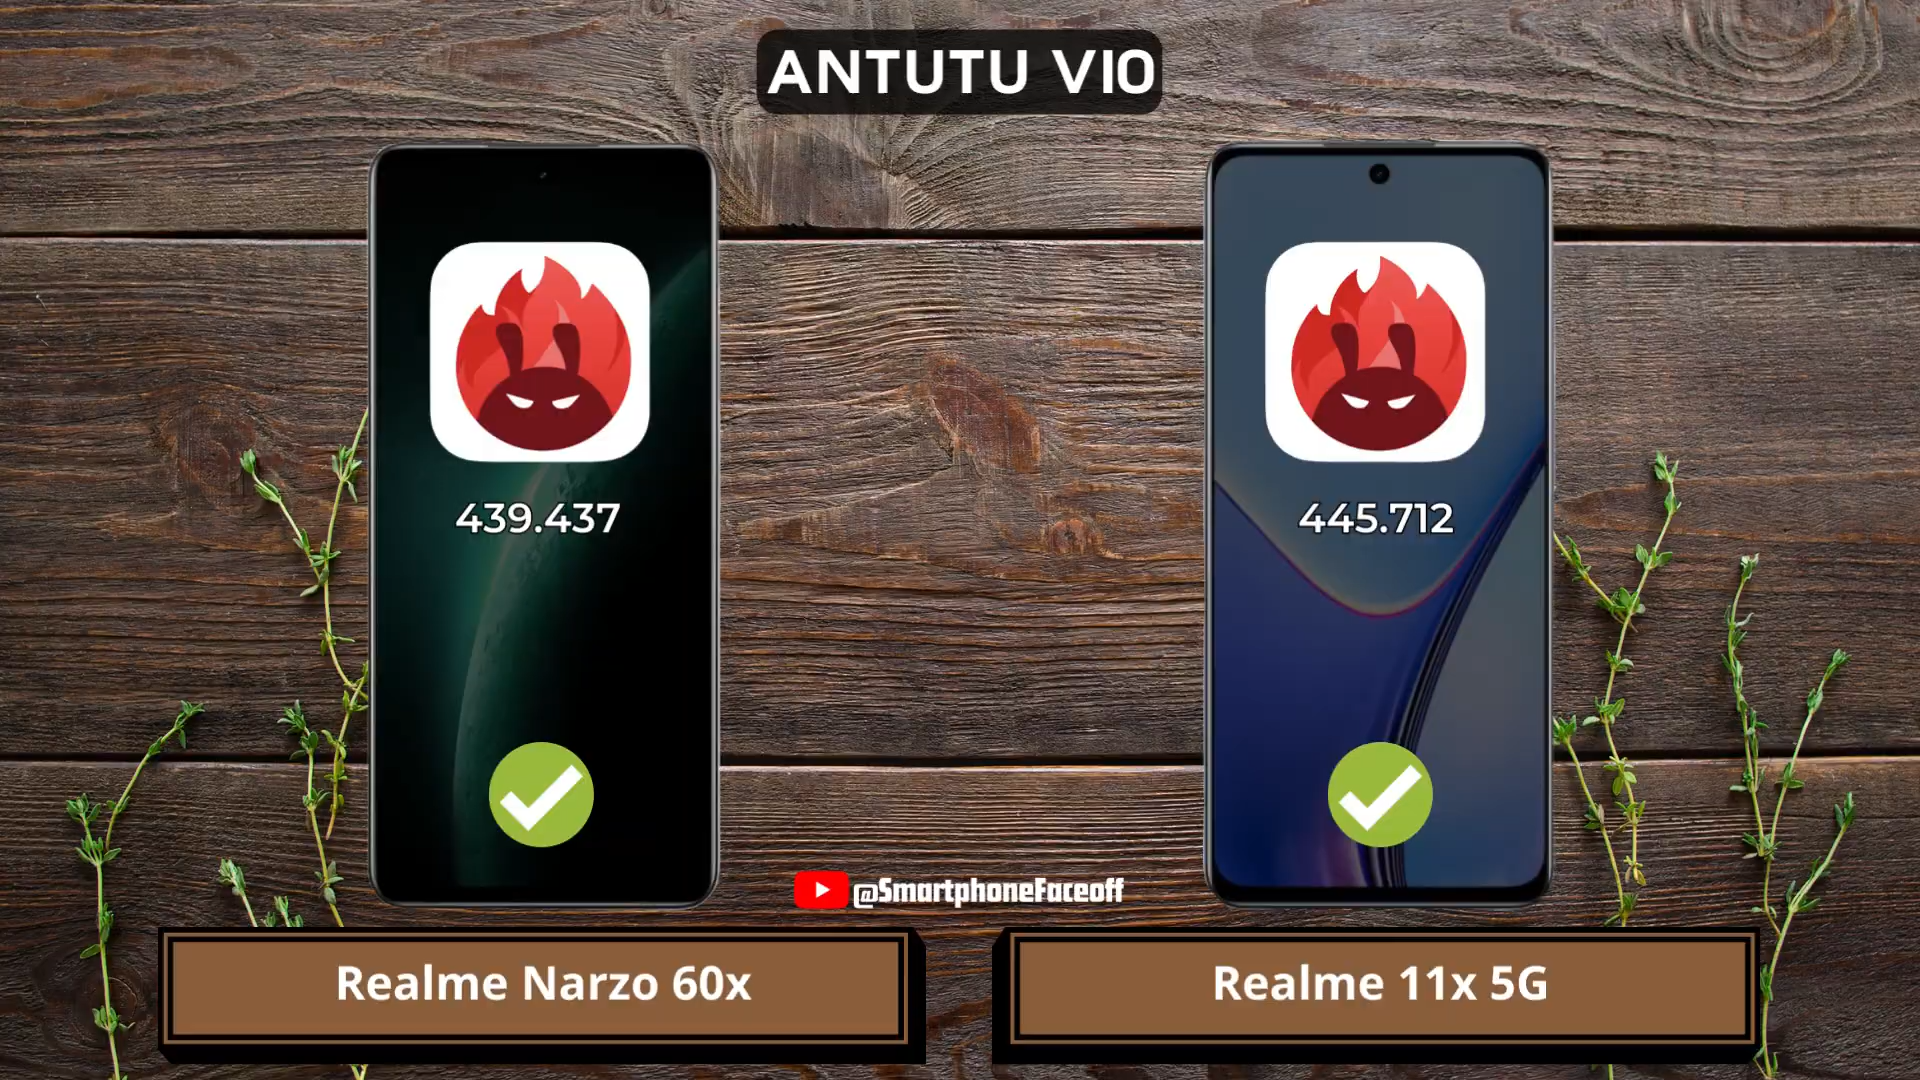 ANTUTU V10
439.437
445.712
@SmartphoneFaceoff
Realme Narzo 60x
Realme 11x 5G